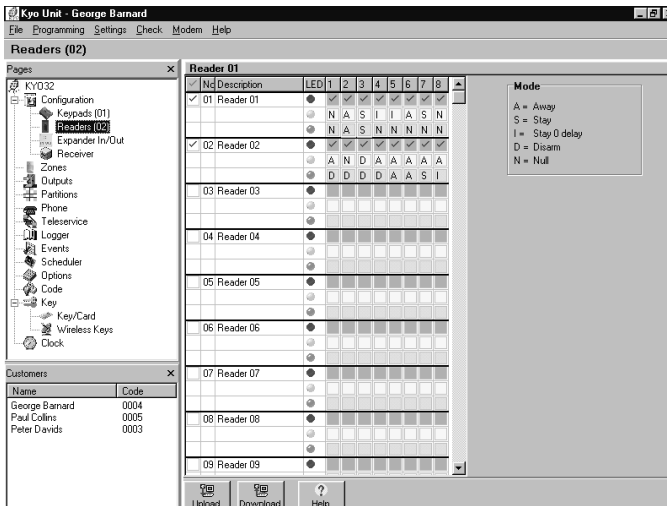 Kyo Unit - George Barnard
File Programming Settings Check Modem Help
Readers (02)
Pages
KYO32
Configuration
Keypads (01)
Readers (02)
Expander In/Out
Receiver
Zones
Outputs
Partitions
Phone
Teleservice
Logger
Events
Scheduler
Options
Code
Key
Key/Card
Wireless Keys
Clock
Customers
Name Code
George Barnard 0004
Paul Collins 0005
Peter Davids 0003
Reader 01
No Description LED 1 2 3 4 5 6 7 8
01 Reader 01
N A S I I A S N
N A S N N N N N
02 Reader 02
A N D A A A A A
D D D D A A S I
03 Reader 03
04 Reader 04
05 Reader 05
06 Reader 06
07 Reader 07
08 Reader 08
09 Reader 09
Mode
A = Away
S = Stay
I = Stay 0 delay
D = Disarm
N = Null
Upload Download Help